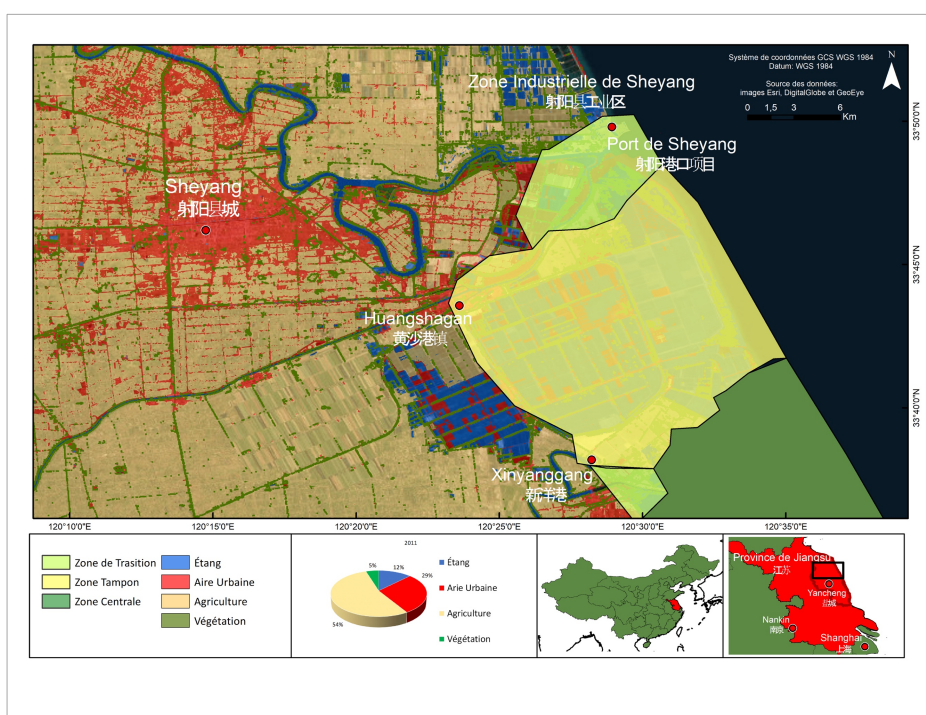 Système de coordonnées GCS WGS 1984
Datum: WGS 1984
Source des données:
images Esri, DigitalGlobe et GeoEye
N
0 1,5 3 6
Km
Zone Industrielle de Sheyang
射阳县工业区
Port de Sheyang
射阳港口项目
Sheyang
射阳县城
Huangshagan
黄沙港镇
Xinyanggang
新洋港
33°50'0"N
33°45'0"N
33°40'0"N
120°10'0"E
120°15'0"E
120°20'0"E
120°25'0"E
120°30'0"E
120°35'0"E
Zone de Trasition
Zone Tampon
Zone Centrale
Étang
Aire Urbaine
Agriculture
Végétation
2011
5%
12%
29%
54%
Étang
Arie Urbaine
Agriculture
Végétation
Province de Jiangsu
江苏
Yancheng
盐城
Nankin
南京
Shanghai
上海